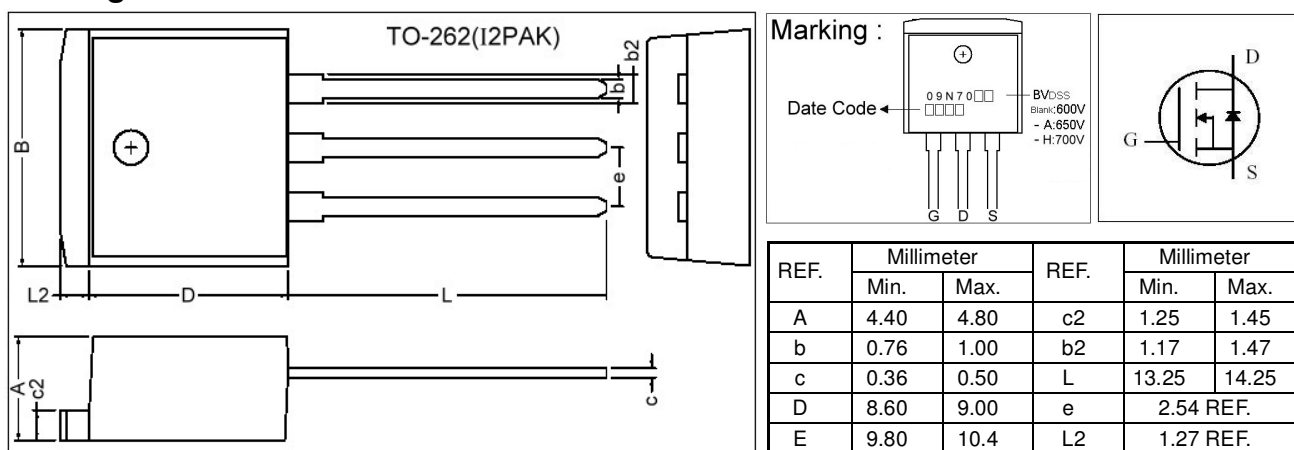 TO-262(I2PAK)
b2
b
B
e
L2
D
L
A
c2
c
Marking :
09N70□□
□□□□
Date Code
BVDSS
Blank:600V
- A:650V
- H:700V
G D S
D
G
S
REF. Millimeter REF. Millimeter
Min. Max. Min. Max.
A 4.40 4.80 c2 1.25 1.45
b 0.76 1.00 b2 1.17 1.47
c 0.36 0.50 L 13.25 14.25
D 8.60 9.00 e 2.54 REF.
E 9.80 10.4 L2 1.27 REF.